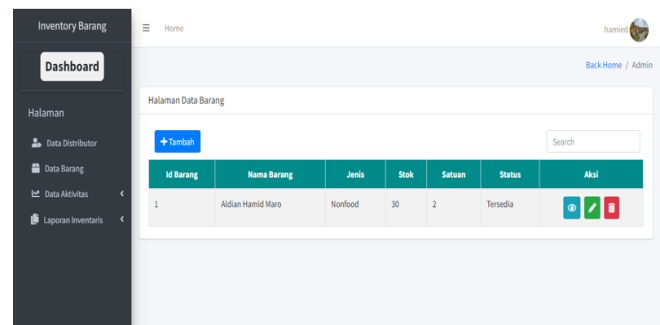 Inventory Barang
Dashboard
Halaman
Data Distributor
Data Barang
Data Aktivitas
Laporan Inventaris
Home
hamied
Back Home / Admin
Halaman Data Barang
+Tambah
Search
Id Barang Nama Barang Jenis Stok Satuan Status Aksi
1 Aldian Hamid Maro Nonfood 30 2 Tersedia